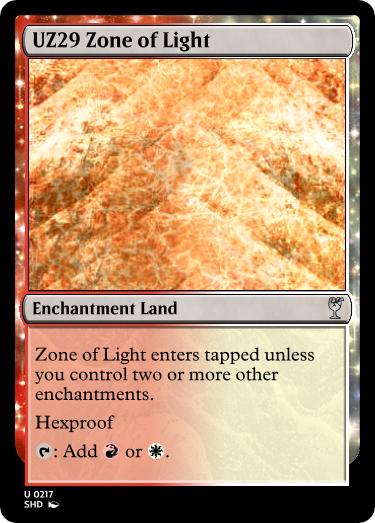 UZ29 Zone of Light
Enchantment Land
Zone of Light enters tapped unless
you control two or more other
enchantments.
Hexproof
: Add or .
U 0217
SHD